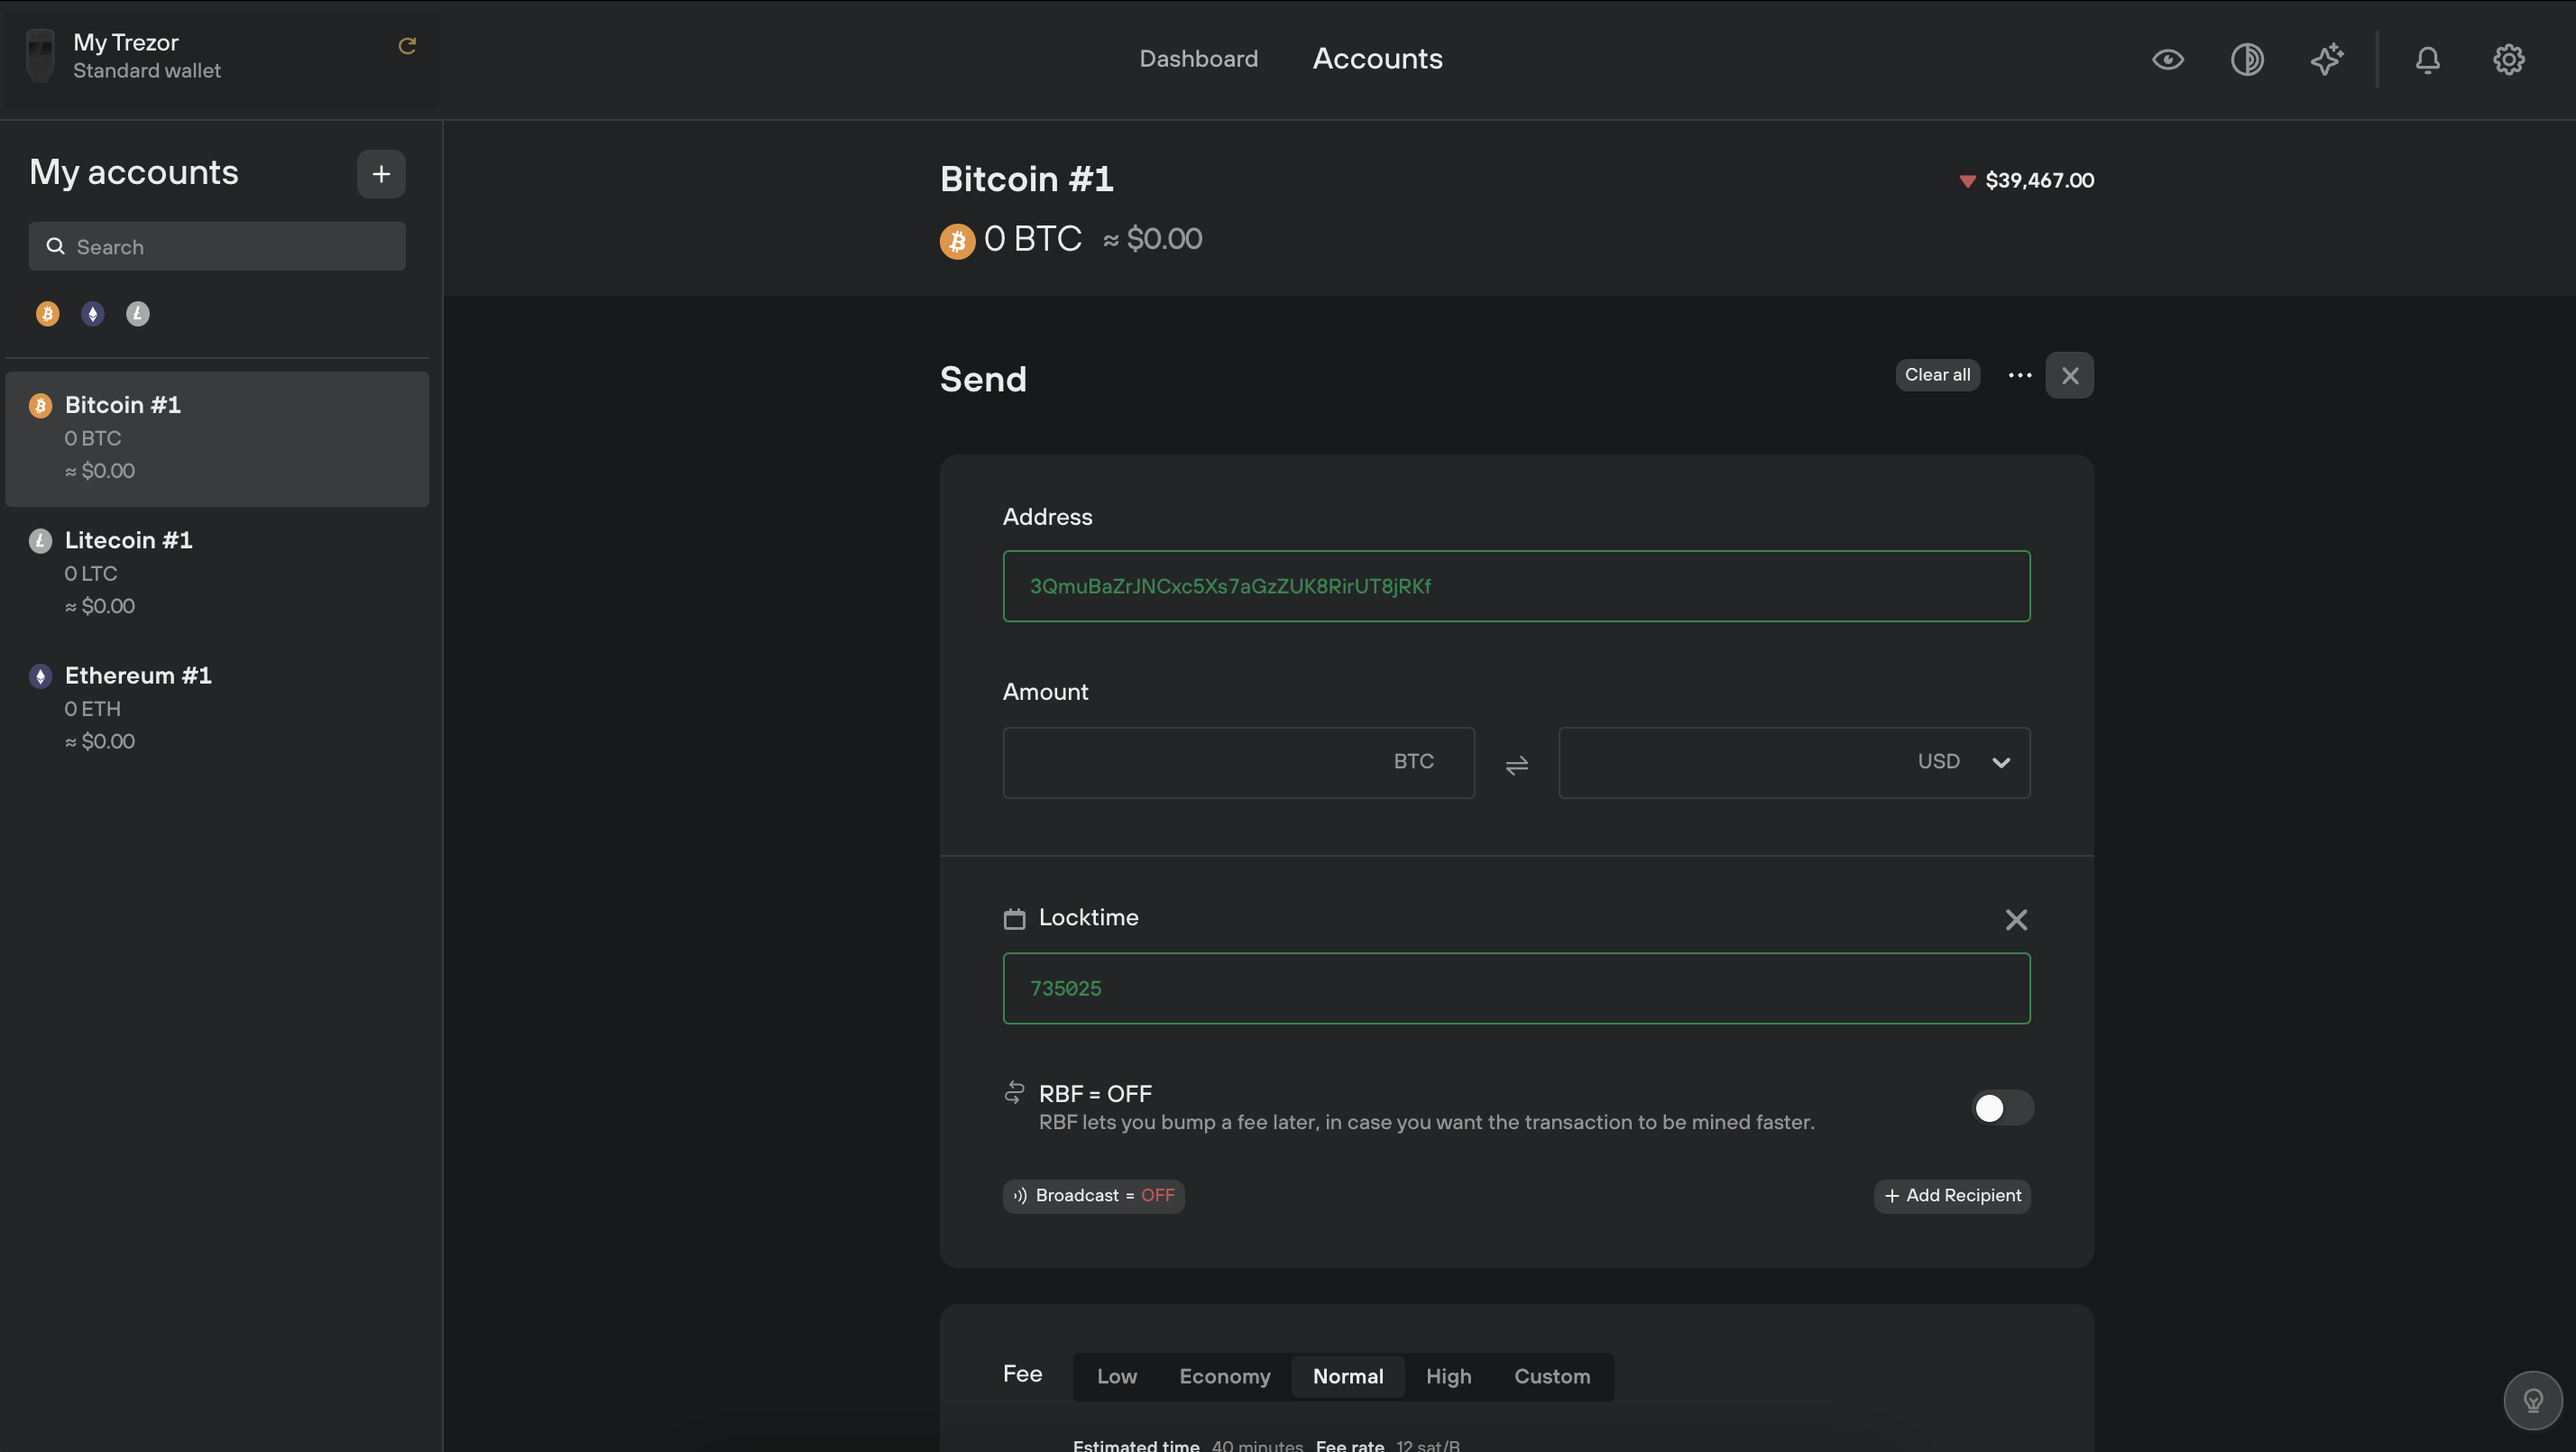 My Trezor
Standard wallet
Dashboard
Accounts
My accounts
Search
Bitcoin #1
0 BTC
≈ $0.00
Litecoin #1
0 LTC
≈ $0.00
Ethereum #1
0 ETH
≈ $0.00
Bitcoin #1
$39,467.00
0 BTC ≈ $0.00
Send
Clear all
Address
3QmuBaZrJNCxc5Xs7aGzZUK8RirUT8jRKf
Amount
BTC
USD
Locktime
735025
RBF = OFF
RBF lets you bump a fee later, in case you want the transaction to be mined faster.
Broadcast = OFF
+ Add Recipient
Fee
Low Economy Normal High Custom
Estimated time 40 minutes Fee rate 12 sat/B